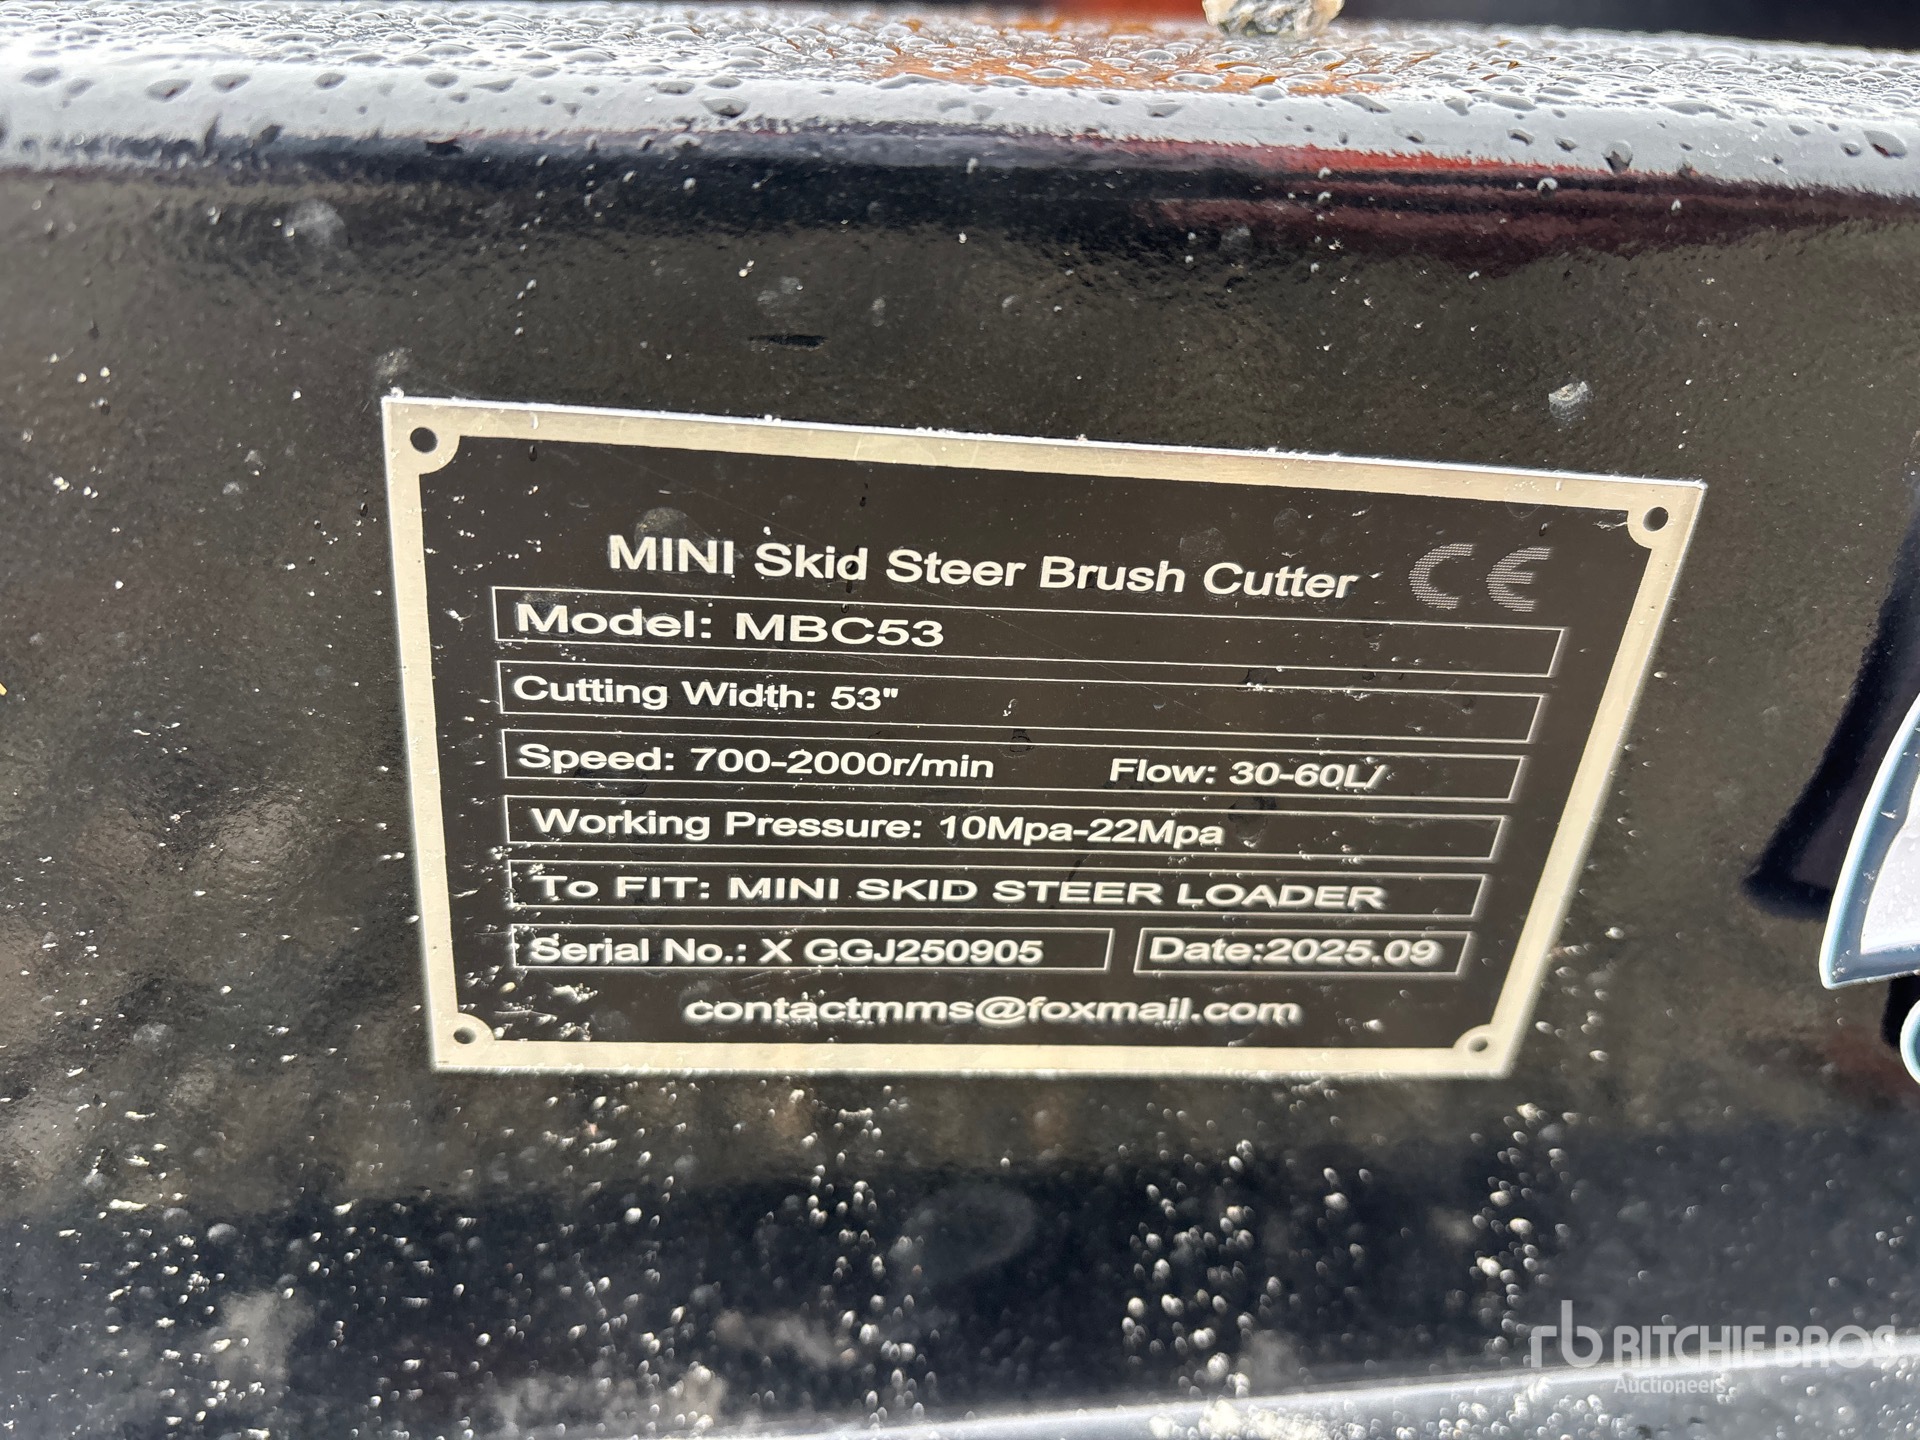 MINI Skid Steer Brush Cutter CE
Model: MBC53
Cutting Width: 53"
Speed: 700-2000r/min Flow: 30-60L/
Working Pressure: 10Mpa-22Mpa
To FIT: MINI SKID STEER LOADER
Serial No.: X GGJ250905 Date:2025.09
contactmms@foxmail.com
rb RITCHIE BROS.
Auctioneers